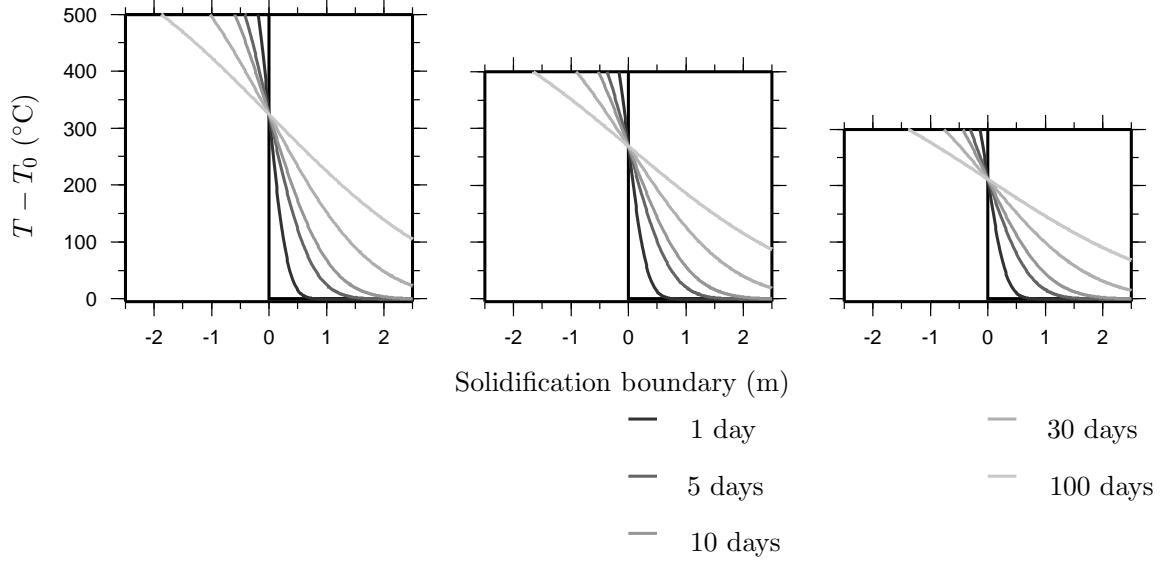 500
400
300
200
100
0
T − T0 (°C)
-2 -1 0 1 2
-2 -1 0 1 2
-2 -1 0 1 2
Solidification boundary (m)
1 day
30 days
5 days
100 days
10 days